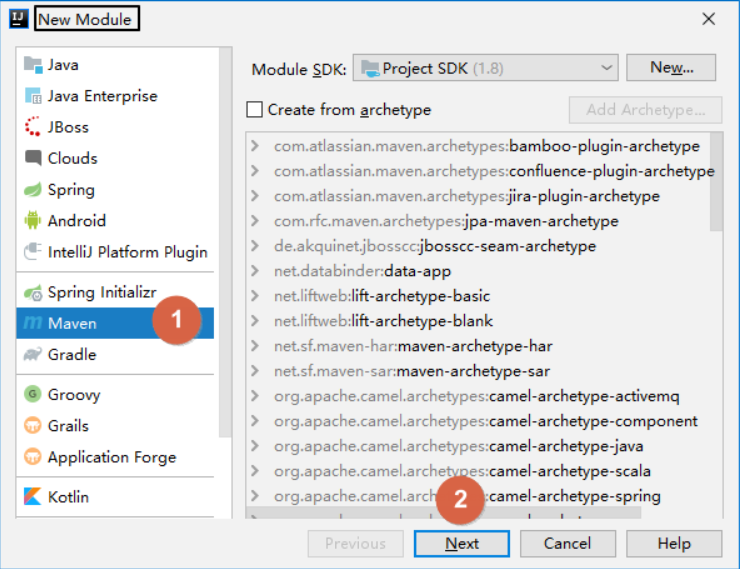 New Module
Java
Java Enterprise
JBoss
Clouds
Spring
Android
IntelliJ Platform Plugin
Spring Initializr
Maven
1
Gradle
Groovy
Grails
Application Forge
Kotlin
Module SDK: Project SDK (1.8) New...
Create from archetype Add Archetype...
com.atlassian.maven.archetypes:bamboo-plugin-archetype
com.atlassian.maven.archetypes:confluence-plugin-archetype
com.atlassian.maven.archetypes:jira-plugin-archetype
com.rfc.maven.archetypes:jpa-maven-archetype
de.akquinet.jbosscc:jbosscc-seam-archetype
net.databinder:data-app
net.liftweb:lift-archetype-basic
net.liftweb:lift-archetype-blank
net.sf.maven-har:maven-archetype-har
net.sf.maven-sar:maven-archetype-sar
org.apache.camel.archetypes:camel-archetype-activemq
org.apache.camel.archetypes:camel-archetype-component
org.apache.camel.archetypes:camel-archetype-java
org.apache.camel.archetypes:camel-archetype-scala
org.apache.camel.arch camel-archetype-spring
2
Previous Next Cancel Help